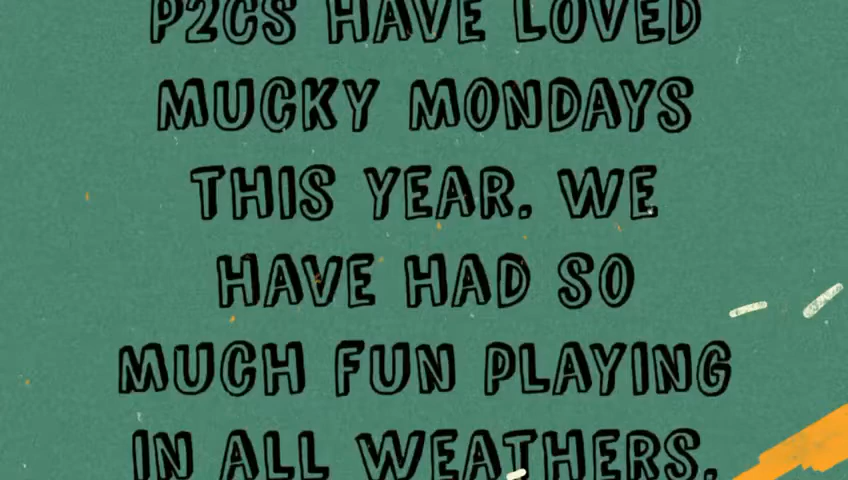 P2CS HAVE LOVED
MUCKY MONDAYS
THIS YEAR. WE
HAVE HAD SO
MUCH FUN PLAYING
IN ALL WEATHERS.